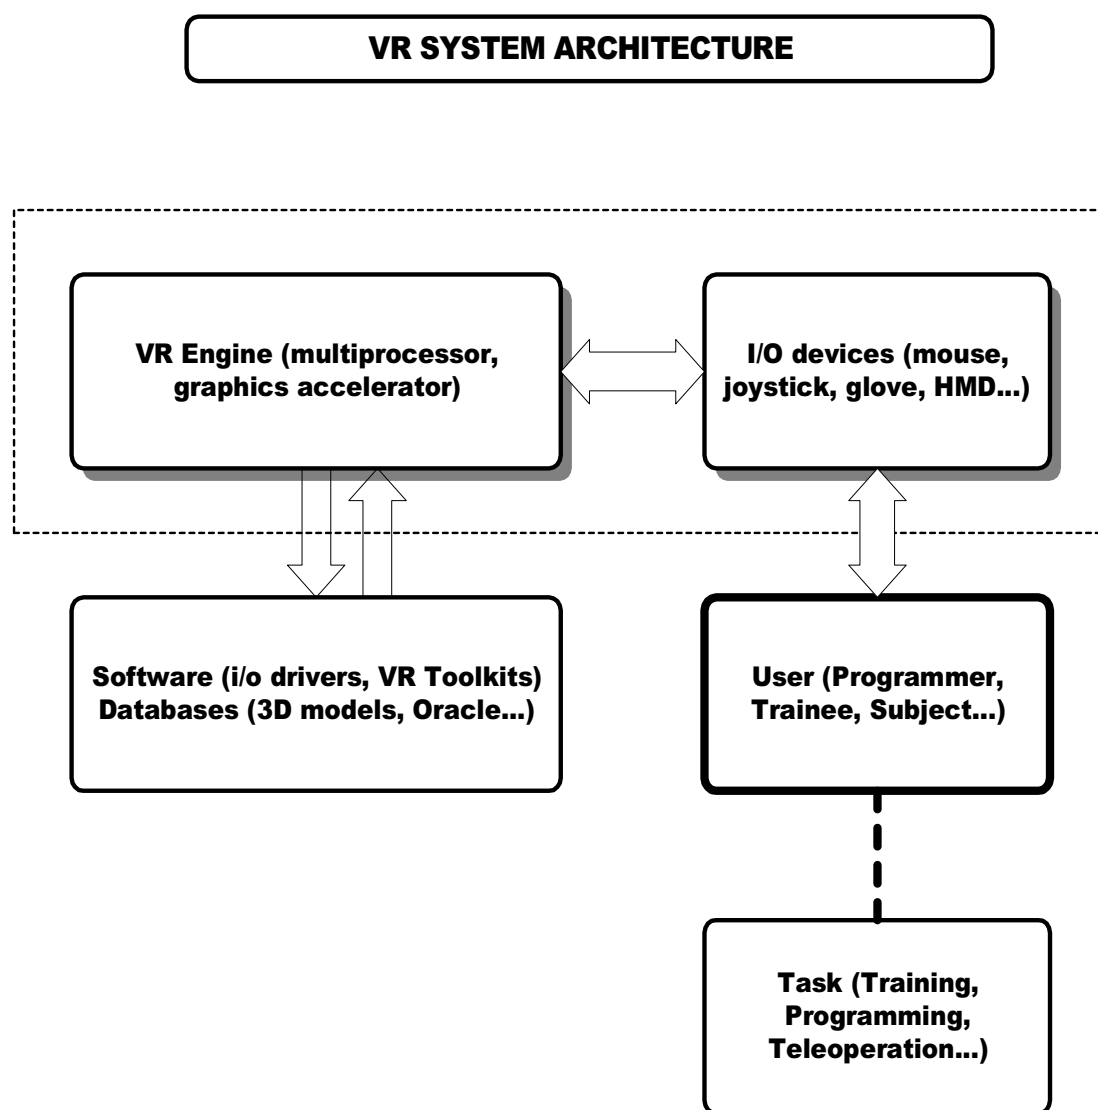 VR SYSTEM ARCHITECTURE
VR Engine (multiprocessor,
graphics accelerator)
I/O devices (mouse,
joystick, glove, HMD...)
Software (i/o drivers, VR Toolkits)
Databases (3D models, Oracle...)
User (Programmer,
Trainee, Subject...)
Task (Training,
Programming,
Teleoperation...)